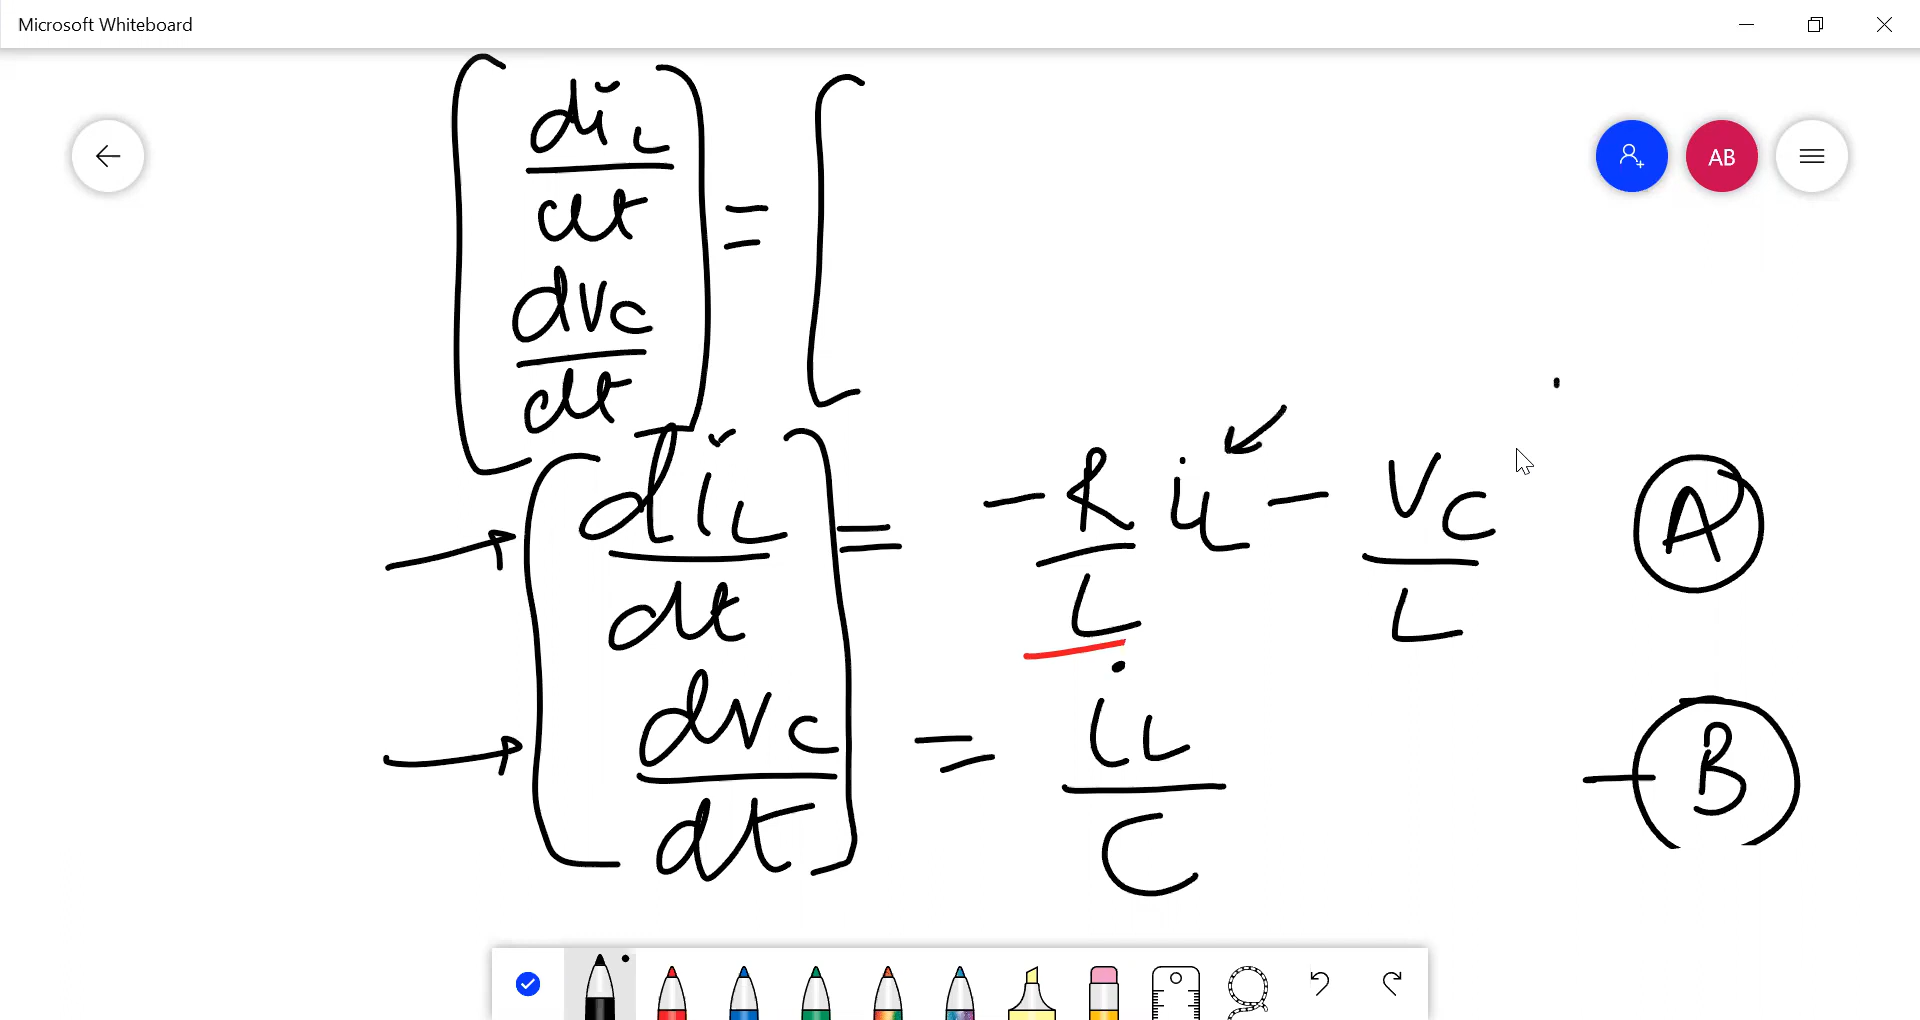 Microsoft Whiteboard
AB
[di_L/dt
dv_c/dt] = [
di_L/dt = -R/L i_L - V_C/L (A)
dv_c/dt = i_L/C - (B)